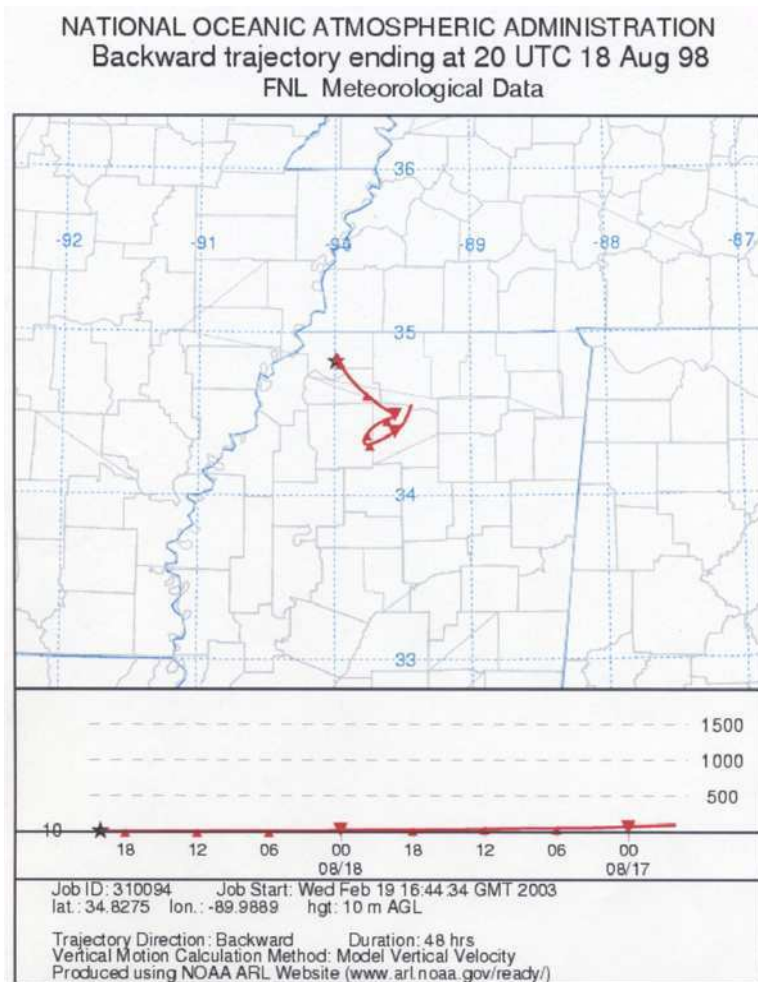 NATIONAL OCEANIC ATMOSPHERIC ADMINISTRATION
Backward trajectory ending at 20 UTC 18 Aug 98
FNL Meteorological Data
36
-92 -91 -90 -89 -88 -87
35
34
33
1500
1000
500
10
18 12 06 00 18 12 06 00
08/18 08/17
Job ID: 310094 Job Start: Wed Feb 19 16:44:34 GMT 2003
lat.: 34.8275 lon.: -89.9889 hgt: 10 m AGL
Trajectory Direction: Backward Duration: 48 hrs
Vertical Motion Calculation Method: Model Vertical Velocity
Produced using NOAA ARL Website (www.arl.noaa.gov/ready/)